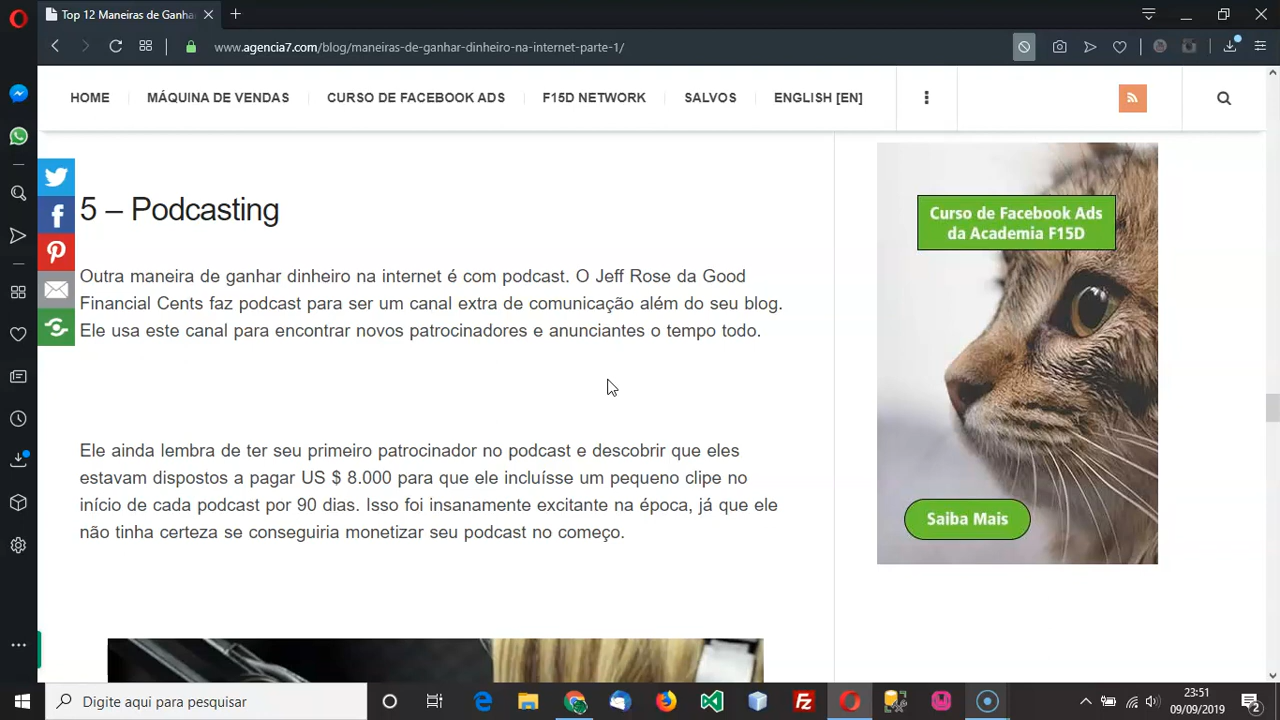 Top 12 Maneiras de Ganha
www.agencia7.com/blog/maneiras-de-ganhar-dinheiro-na-internet-parte-1/
HOME
MÁQUINA DE VENDAS
CURSO DE FACEBOOK ADS
F15D NETWORK
SALVOS
ENGLISH [EN]
5 – Podcasting
Outra maneira de ganhar dinheiro na internet é com podcast. O Jeff Rose da Good
Financial Cents faz podcast para ser um canal extra de comunicação além do seu blog.
Ele usa este canal para encontrar novos patrocinadores e anunciantes o tempo todo.
Ele ainda lembra de ter seu primeiro patrocinador no podcast e descobrir que eles
estavam dispostos a pagar US $ 8.000 para que ele incluísse um pequeno clipe no
início de cada podcast por 90 dias. Isso foi insanamente excitante na época, já que ele
não tinha certeza se conseguiria monetizar seu podcast no começo.
Curso de Facebook Ads
da Academia F15D
Saiba Mais
Digite aqui para pesquisar
23:51
09/09/2019
2